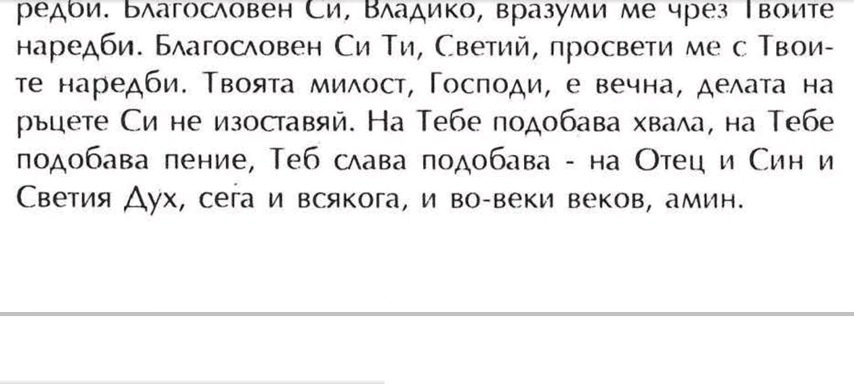 редби. Благословен Си, Владико, вразуми ме чрез Твоите
наредби. Благословен Си Ти, Светий, просвети ме с Твои-
те наредби. Твоята милост, Господи, е вечна, делата на
ръцете Си не изоставяй. На Тебе подобава хвала, на Тебе
подобава пение, Теб слава подобава - на Отец и Син и
Светия Дух, сега и всякога, и во-веки веков, амин.